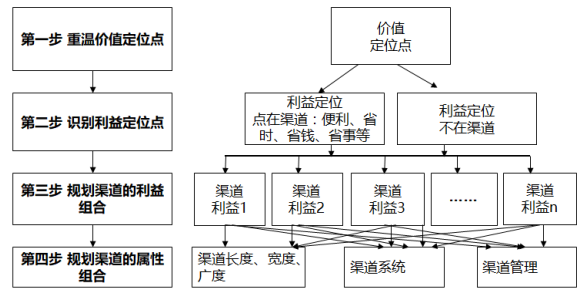 第一步 重温价值定位点
价值
定位点
第二步 识别利益定位点
利益定位
点在渠道：便利、省
时、省钱、省事等
利益定位
不在渠道
第三步 规划渠道的利益
组合
渠道
利益1
渠道
利益2
渠道
利益3
……
渠道
利益n
第四步 规划渠道的属性
组合
渠道长度、宽度、
广度
渠道系统
渠道管理